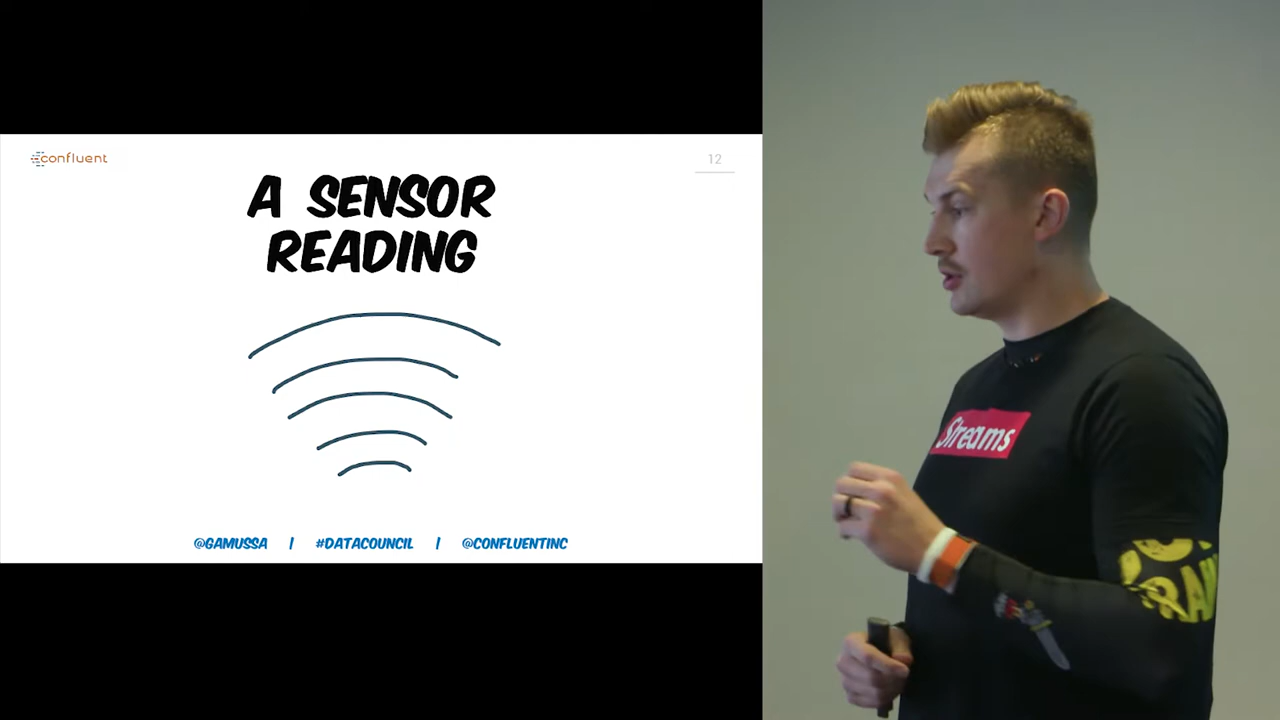 confluent
12
A SENSOR
READING
@GAMUSSA | #DATACOUNCIL | @CONFLUENTINC
Streams